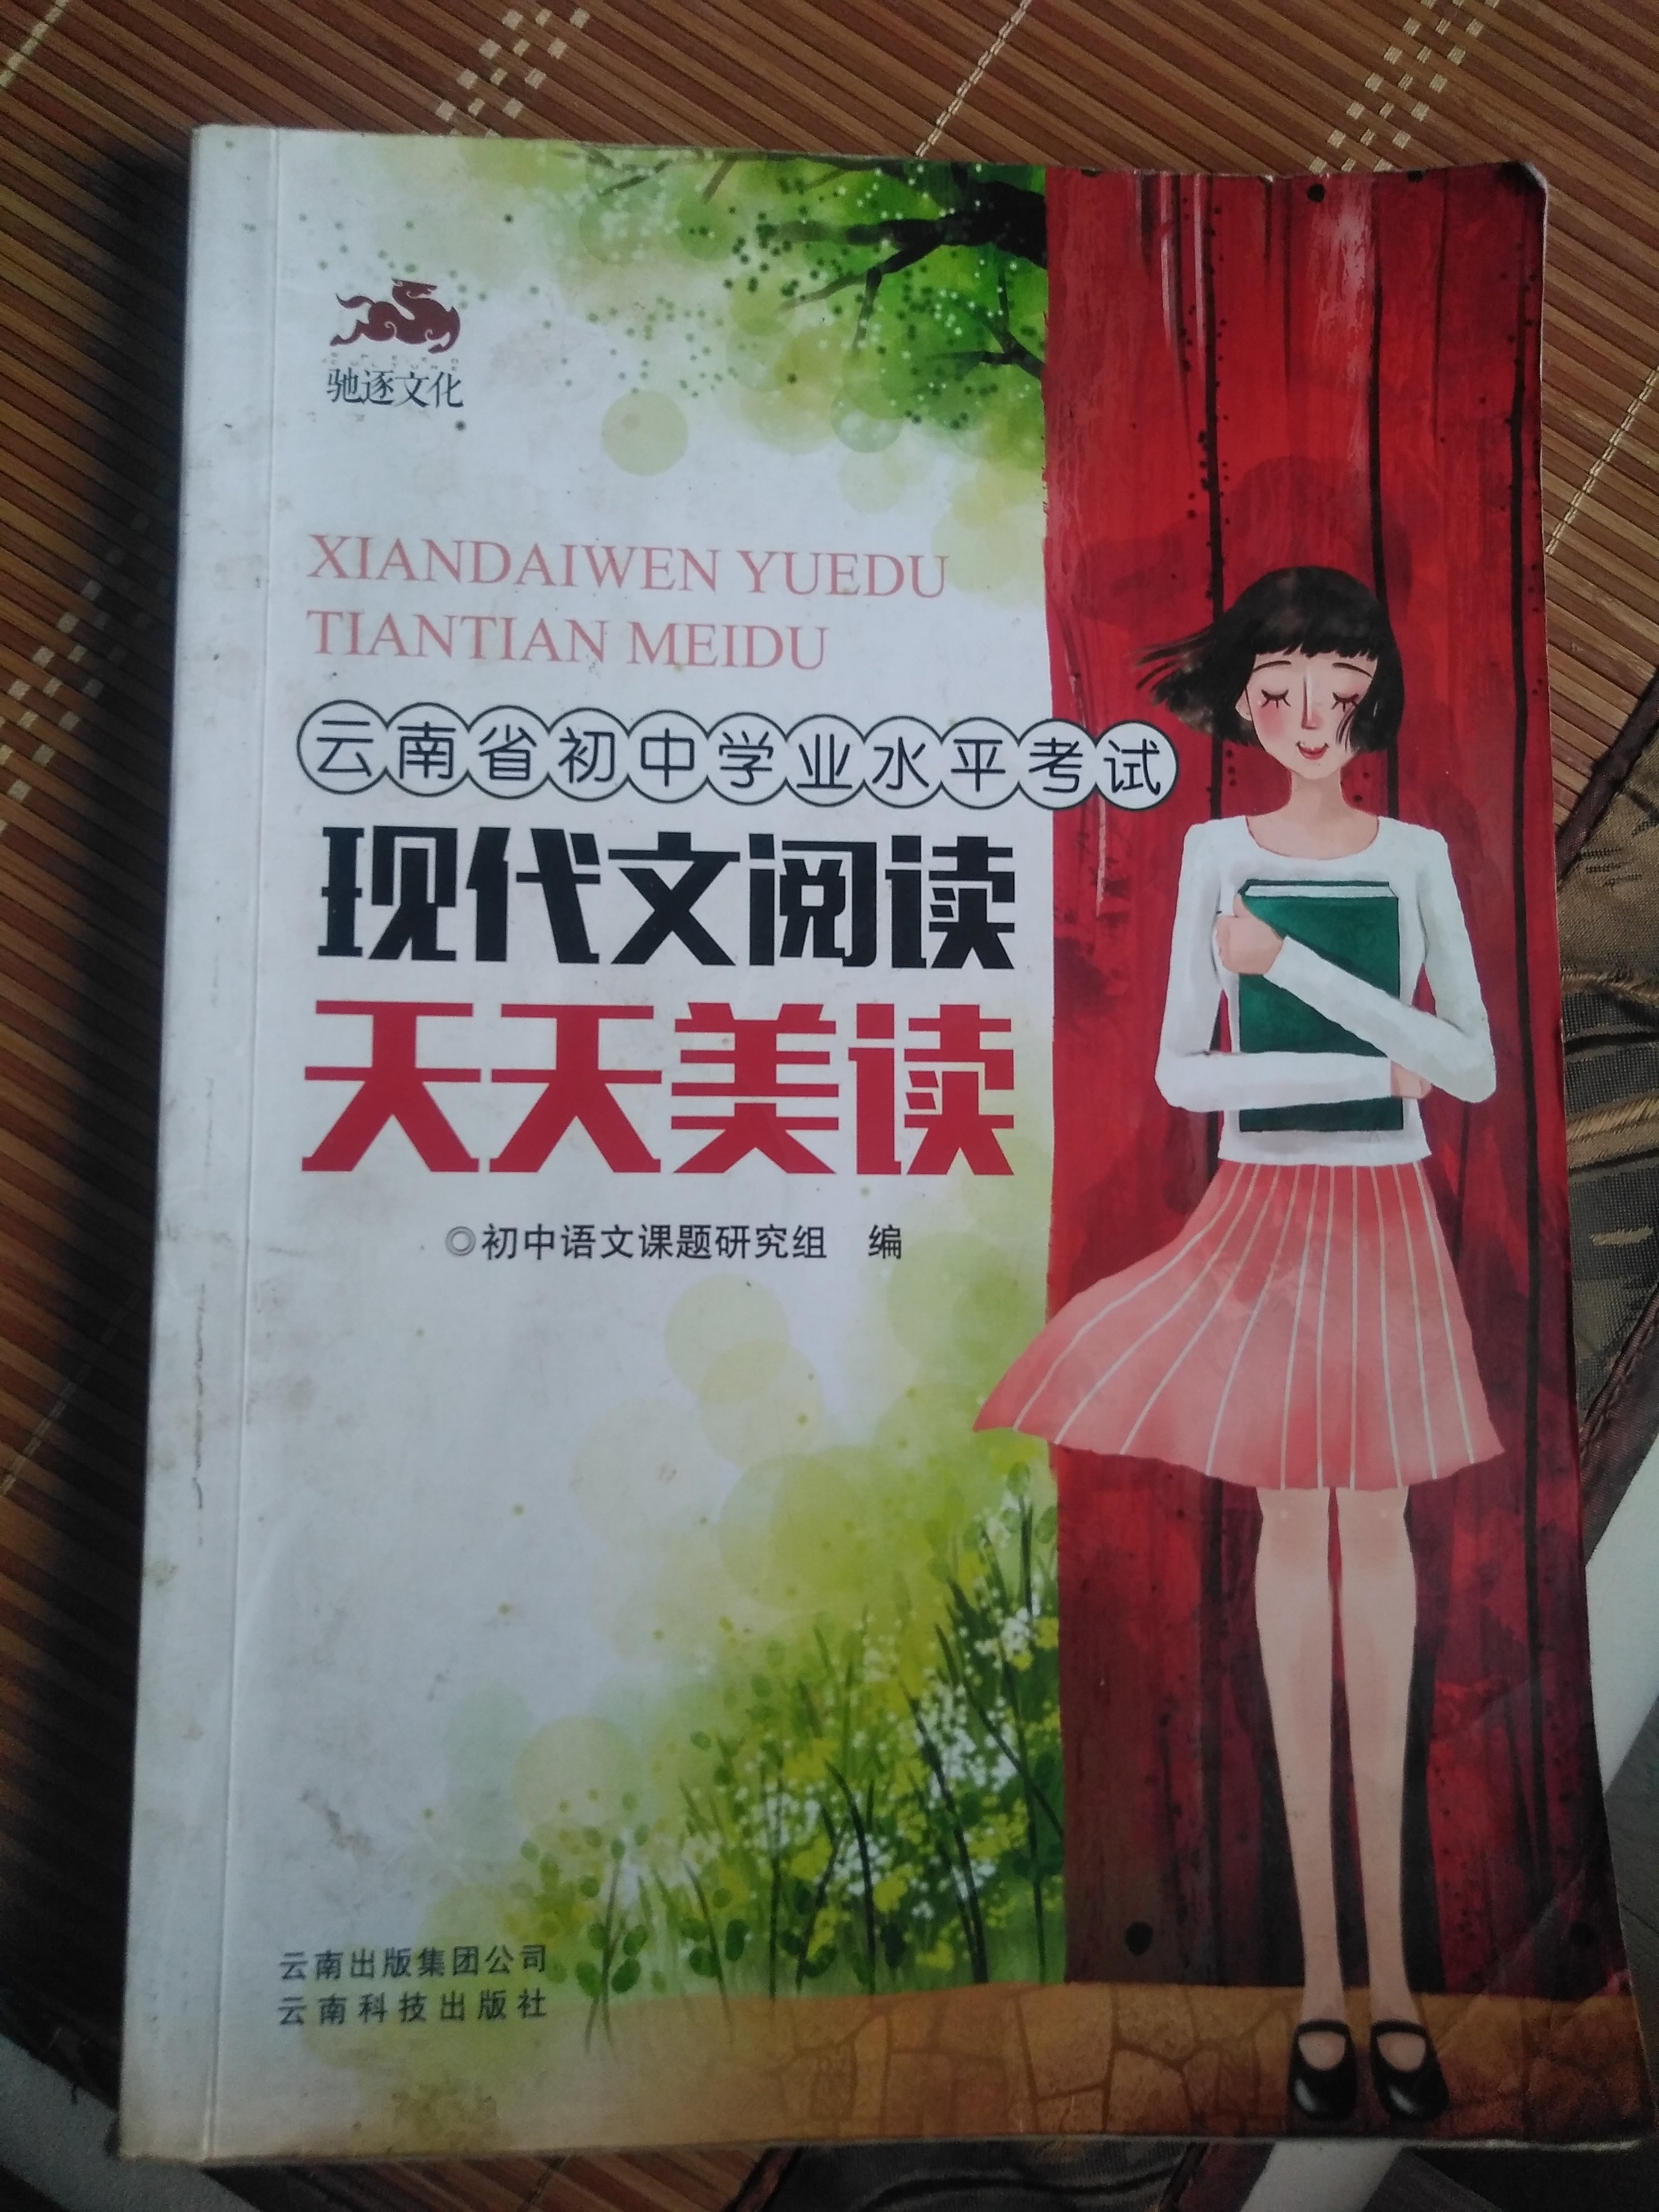 驰逐文化
XIANDAIWEN YUEDU
TIANTIAN MEIDU
云南省初中学业水平考试
现代文阅读
天天美读
◎初中语文课题研究组 编
云南出版集团公司
云南科技出版社